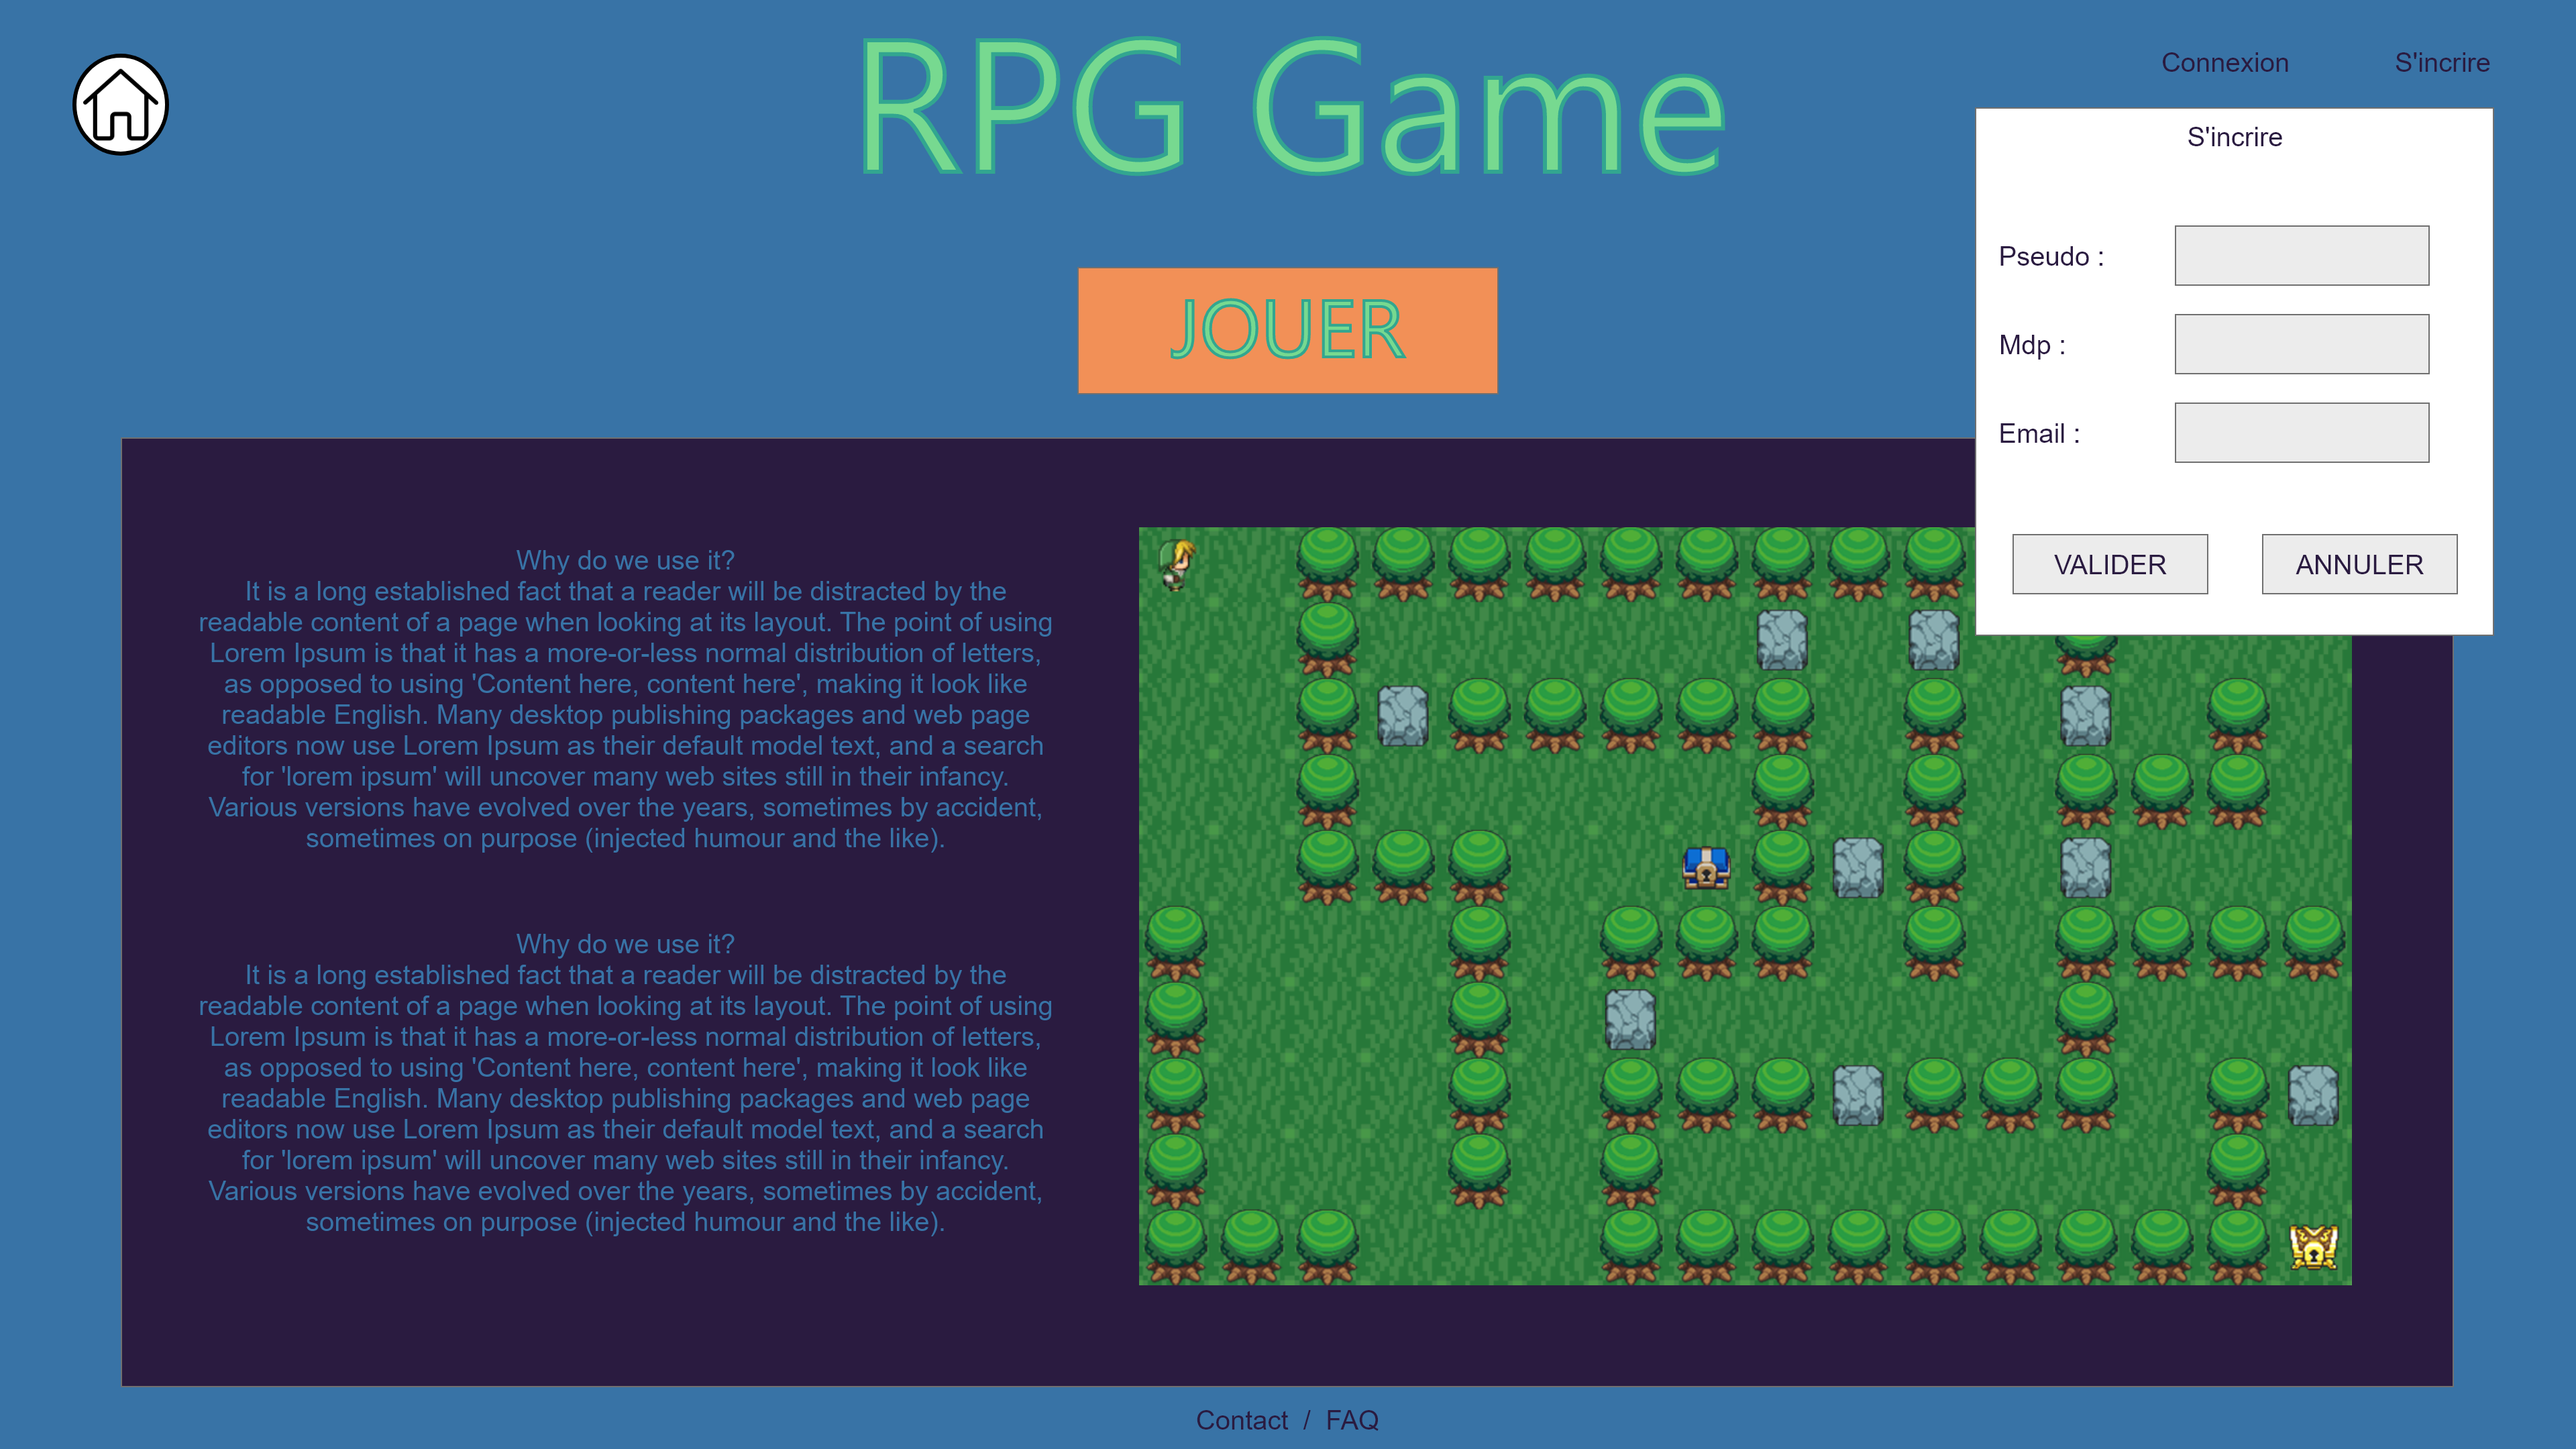 RPG Game
Connexion
S'incrire
S'incrire
Pseudo :
Mdp :
Email :
VALIDER
ANNULER
JOUER
Why do we use it?
It is a long established fact that a reader will be distracted by the
readable content of a page when looking at its layout. The point of using
Lorem Ipsum is that it has a more-or-less normal distribution of letters,
as opposed to using 'Content here, content here', making it look like
readable English. Many desktop publishing packages and web page
editors now use Lorem Ipsum as their default model text, and a search
for 'lorem ipsum' will uncover many web sites still in their infancy.
Various versions have evolved over the years, sometimes by accident,
sometimes on purpose (injected humour and the like).
Why do we use it?
It is a long established fact that a reader will be distracted by the
readable content of a page when looking at its layout. The point of using
Lorem Ipsum is that it has a more-or-less normal distribution of letters,
as opposed to using 'Content here, content here', making it look like
readable English. Many desktop publishing packages and web page
editors now use Lorem Ipsum as their default model text, and a search
for 'lorem ipsum' will uncover many web sites still in their infancy.
Various versions have evolved over the years, sometimes by accident,
sometimes on purpose (injected humour and the like).
Contact / FAQ